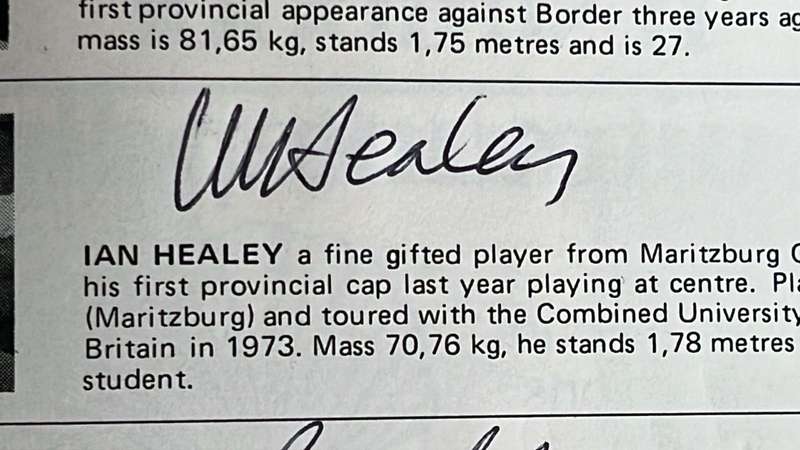 first provincial appearance against Border three years ag
mass is 81,65 kg, stands 1,75 metres and is 27.
Healey
IAN HEALEY a fine gifted player from Maritzburg C
his first provincial cap last year playing at centre. Pla
(Maritzburg) and toured with the Combined University
Britain in 1973. Mass 70,76 kg, he stands 1,78 metres
student.